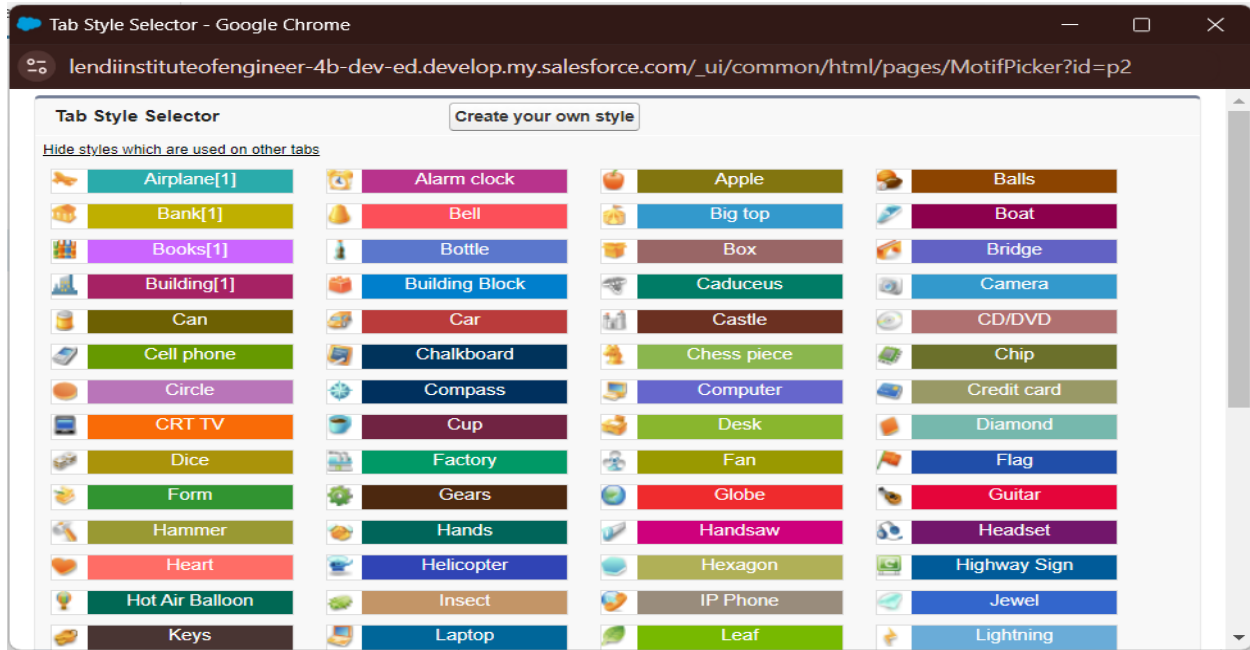 Tab Style Selector - Google Chrome
lendiinstituteofengineer-4b-dev-ed.develop.my.salesforce.com/_ui/common/html/pages/MotifPicker?id=p2
Tab Style Selector Create your own style
Hide styles which are used on other tabs
Airplane[1] Alarm clock Apple Balls
Bank[1] Bell Big top Boat
Books[1] Bottle Box Bridge
Building[1] Building Block Caduceus Camera
Can Car Castle CD/DVD
Cell phone Chalkboard Chess piece Chip
Circle Compass Computer Credit card
CRT TV Cup Desk Diamond
Dice Factory Fan Flag
Form Gears Globe Guitar
Hammer Hands Handsaw Headset
Heart Helicopter Hexagon Highway Sign
Hot Air Balloon Insect IP Phone Jewel
Keys Laptop Leaf Lightning